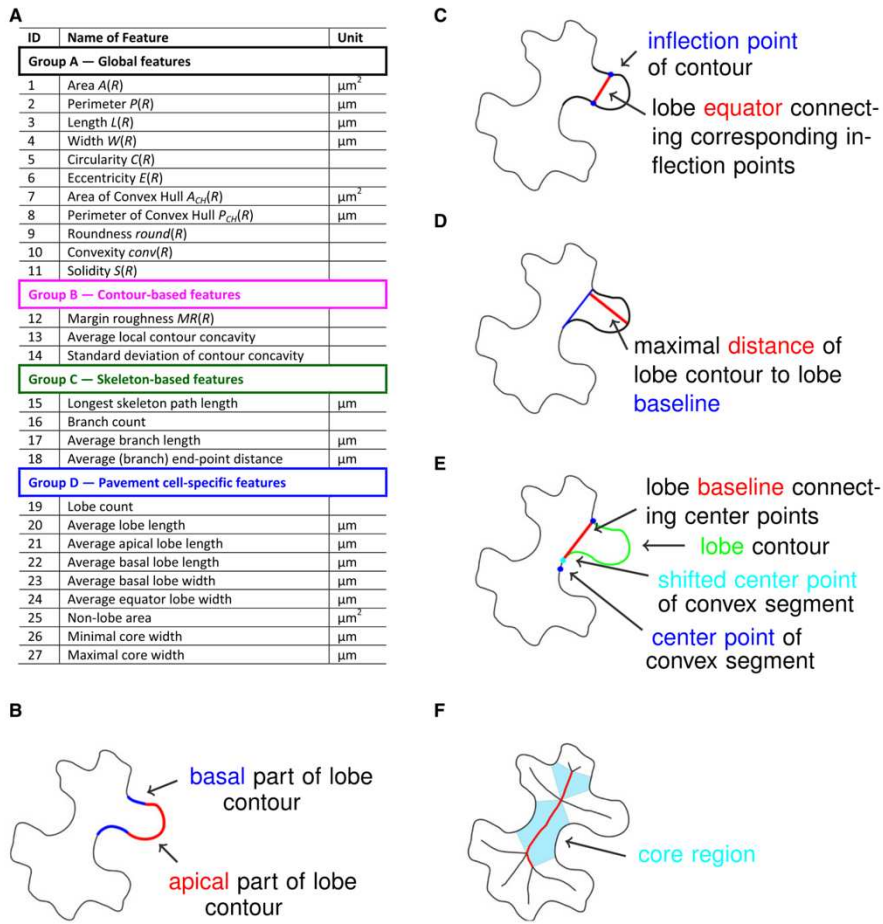 A
ID Name of Feature Unit
Group A — Global features
1 Area A(R) µm²
2 Perimeter P(R) µm
3 Length L(R) µm
4 Width W(R) µm
5 Circularity C(R)
6 Eccentricity E(R)
7 Area of Convex Hull A_CH(R) µm²
8 Perimeter of Convex Hull P_CH(R) µm
9 Roundness round(R)
10 Convexity conv(R)
11 Solidity S(R)
Group B — Contour-based features
12 Margin roughness MR(R)
13 Average local contour concavity
14 Standard deviation of contour concavity
Group C — Skeleton-based features
15 Longest skeleton path length µm
16 Branch count
17 Average branch length µm
18 Average (branch) end-point distance µm
Group D — Pavement cell-specific features
19 Lobe count
20 Average lobe length µm
21 Average apical lobe length µm
22 Average basal lobe length µm
23 Average basal lobe width µm
24 Average equator lobe width µm
25 Non-lobe area µm²
26 Minimal core width µm
27 Maximal core width µm
B
basal part of lobe
contour
apical part of lobe
contour
C
inflection point
of contour
lobe equator connect-
ing corresponding in-
flection points
D
maximal distance of
lobe contour to lobe
baseline
E
lobe baseline connect-
ing center points
lobe contour
shifted center point
of convex segment
center point of
convex segment
F
core region